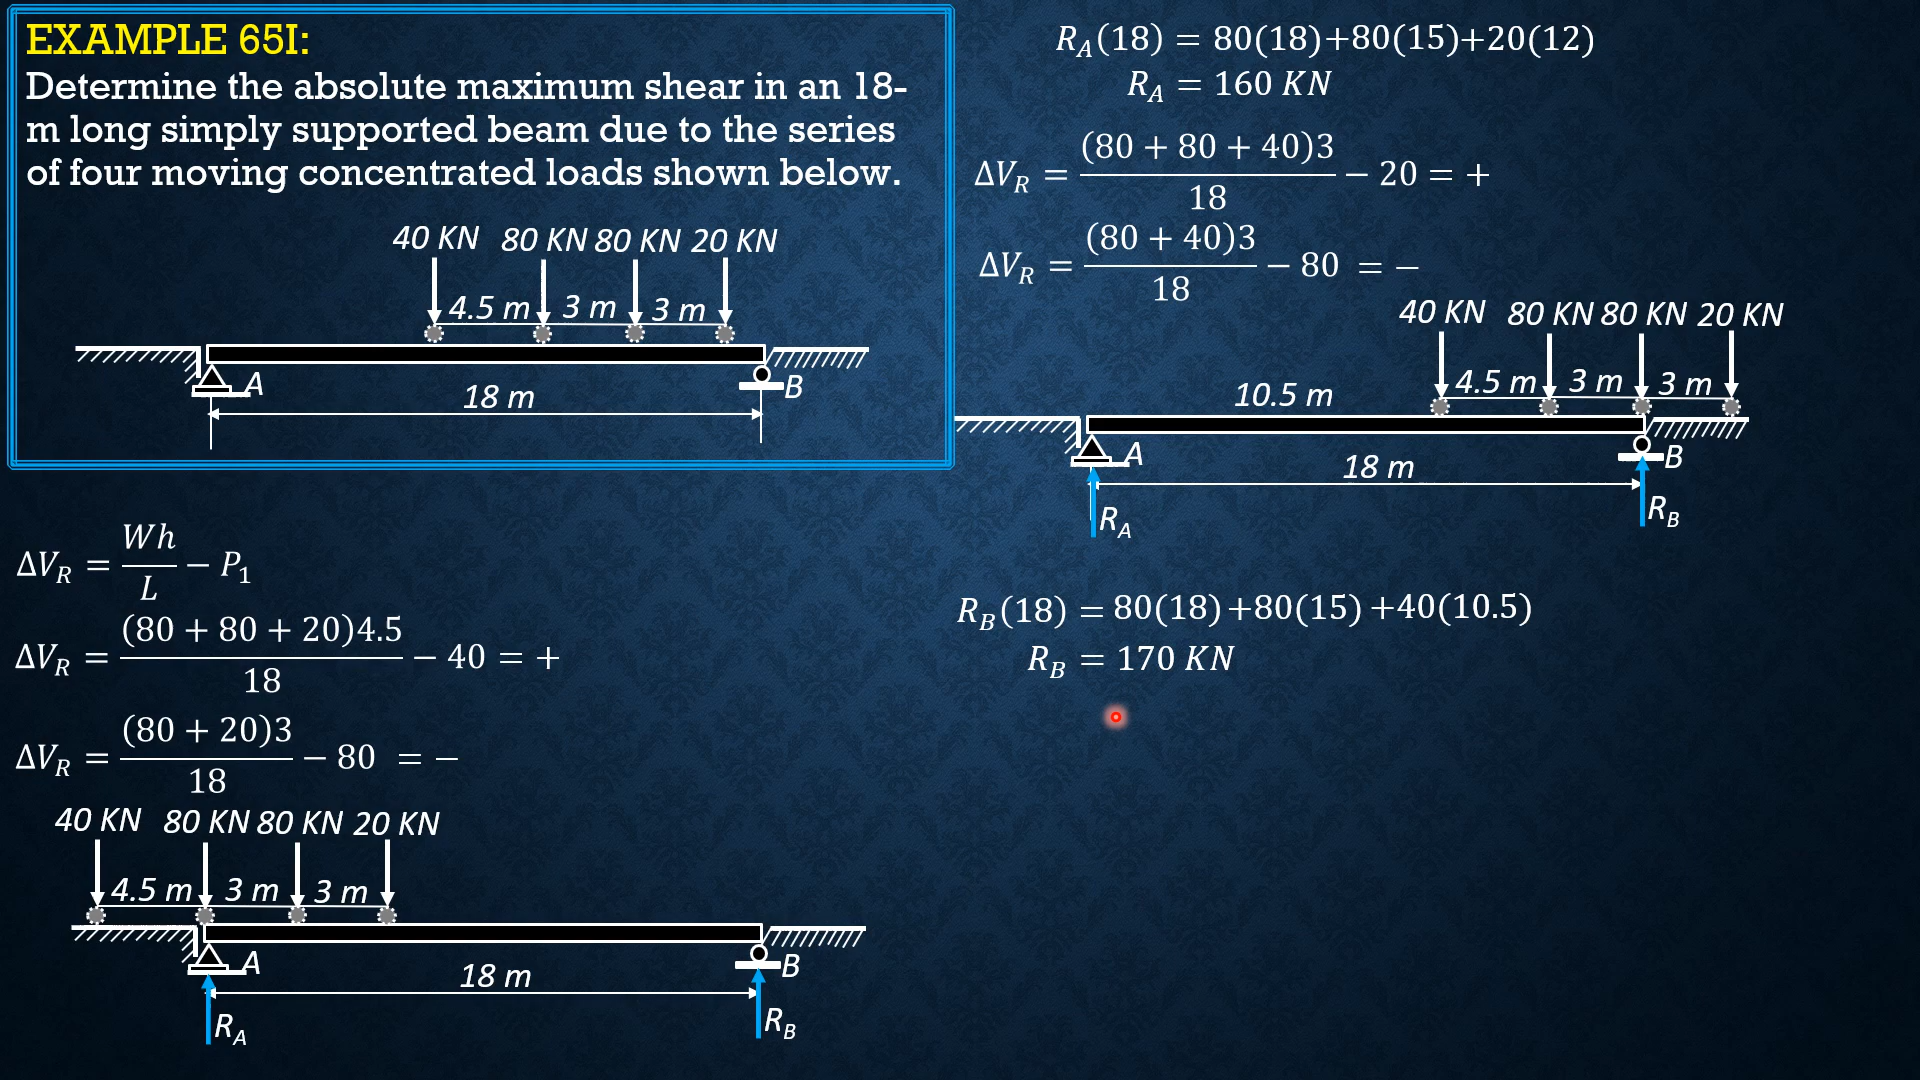 EXAMPLE 65I:
Determine the absolute maximum shear in an 18-
m long simply supported beam due to the series
of four moving concentrated loads shown below.
40 KN 80 KN 80 KN 20 KN
4.5 m 3 m 3 m
A B
18 m
ΔV_R = Wh/L − P_1
ΔV_R = (80 + 80 + 20)4.5/18 − 40 = +
ΔV_R = (80 + 20)3/18 − 80 = −
40 KN 80 KN 80 KN 20 KN
4.5 m 3 m 3 m
A B
18 m
R_A R_B
R_A(18) = 80(18)+80(15)+20(12)
R_A = 160 KN
ΔV_R = (80 + 80 + 40)3/18 − 20 = +
ΔV_R = (80 + 40)3/18 − 80 = −
40 KN 80 KN 80 KN 20 KN
10.5 m 4.5 m 3 m 3 m
A B
18 m
R_A R_B
R_B(18) = 80(18)+80(15)+40(10.5)
R_B = 170 KN